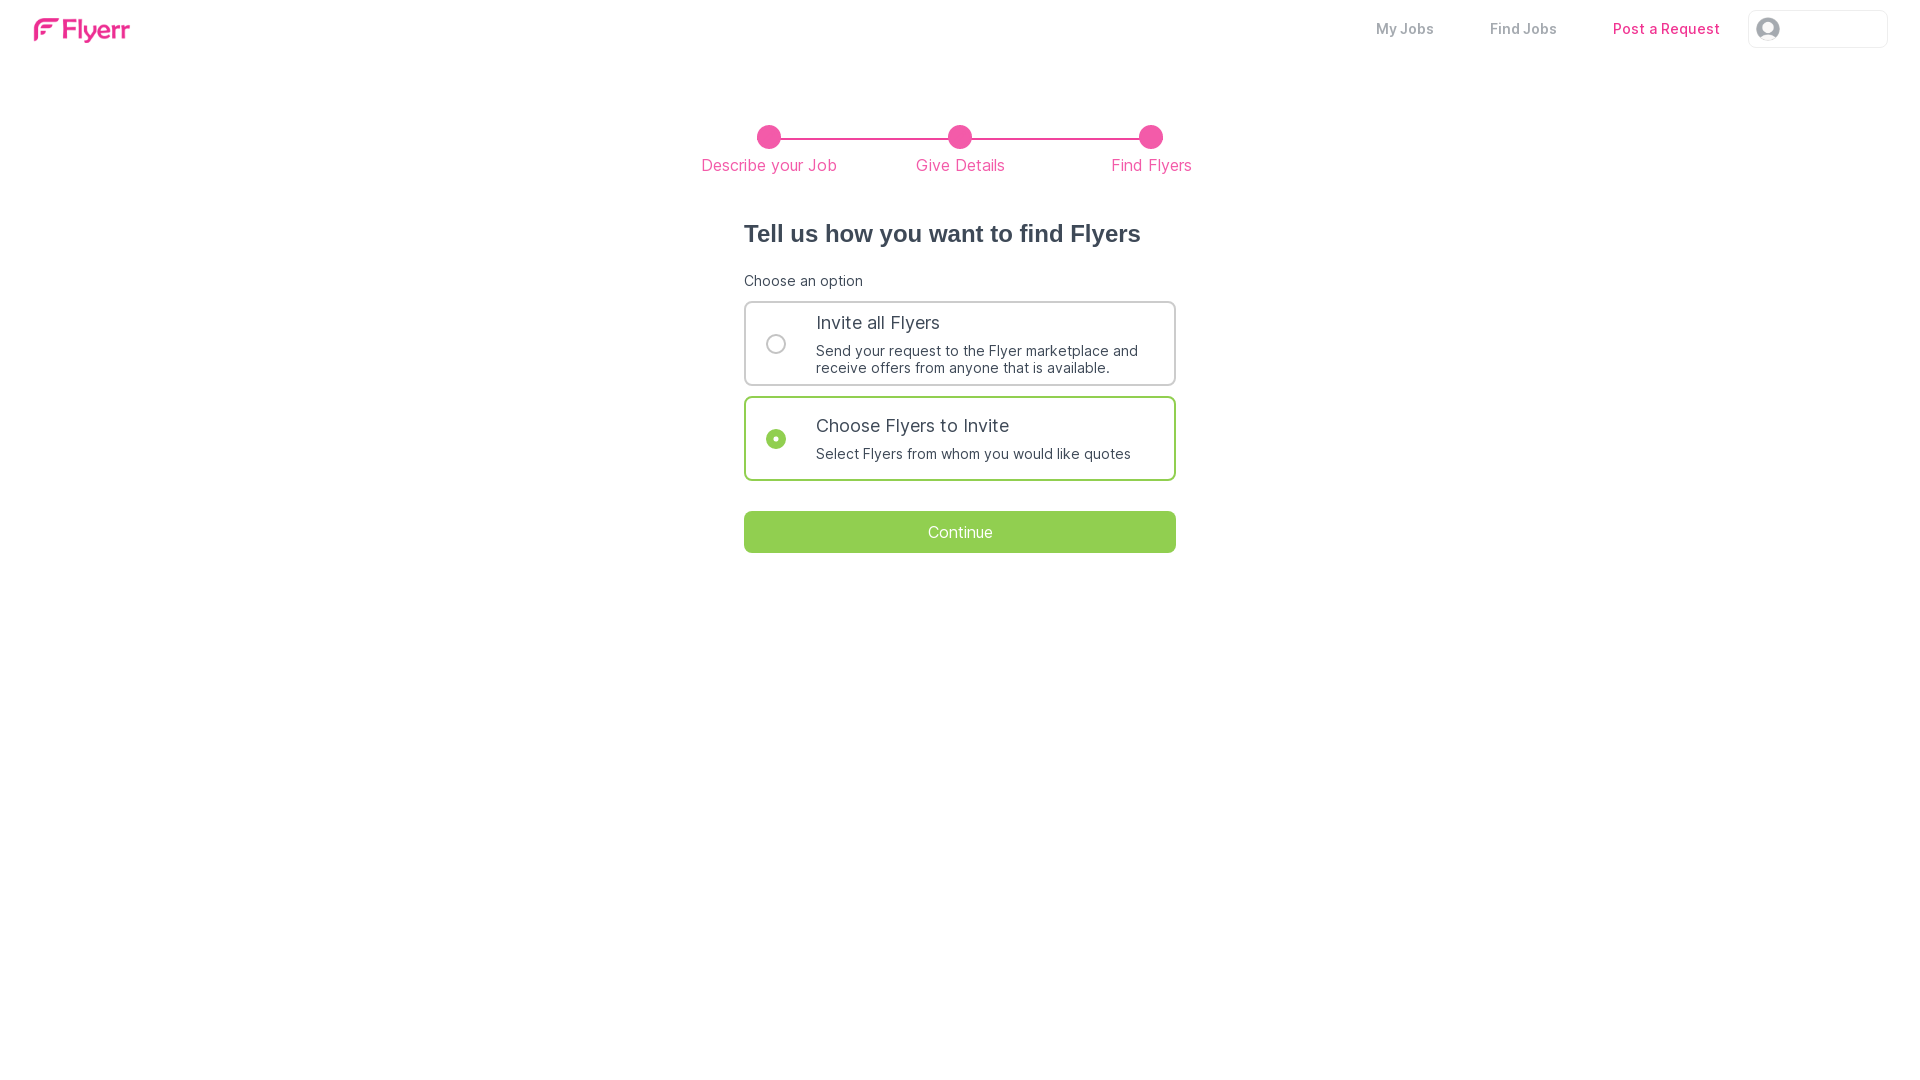 Flyerr
My Jobs
Find Jobs
Post a Request
Describe your Job
Give Details
Find Flyers
Tell us how you want to find Flyers
Choose an option
Invite all Flyers
Send your request to the Flyer marketplace and
receive offers from anyone that is available.
Choose Flyers to Invite
Select Flyers from whom you would like quotes
Continue